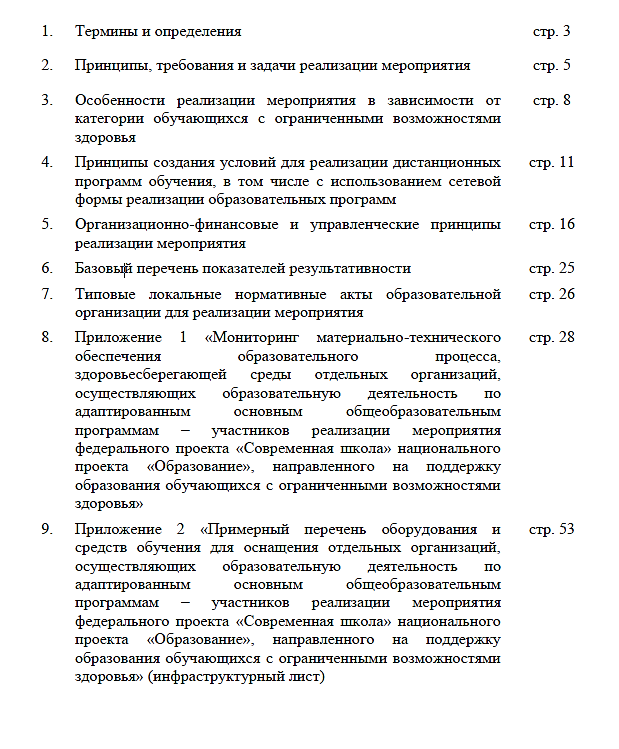 1. Термины и определения стр. 3
2. Принципы, требования и задачи реализации мероприятия стр. 5
3. Особенности реализации мероприятия в зависимости от стр. 8
категории обучающихся с ограниченными возможностями
здоровья
4. Принципы создания условий для реализации дистанционных стр. 11
программ обучения, в том числе с использованием сетевой
формы реализации образовательных программ
5. Организационно-финансовые и управленческие принципы стр. 16
реализации мероприятия
6. Базовый перечень показателей результативности стр. 25
7. Типовые локальные нормативные акты образовательной стр. 26
организации для реализации мероприятия
8. Приложение 1 «Мониторинг материально-технического стр. 28
обеспечения образовательного процесса,
здоровьесберегающей среды отдельных организаций,
осуществляющих образовательную деятельность по
адаптированным основным общеобразовательным
программам – участников реализации мероприятия
федерального проекта «Современная школа» национального
проекта «Образование», направленного на поддержку
образования обучающихся с ограниченными возможностями
здоровья»
9. Приложение 2 «Примерный перечень оборудования и стр. 53
средств обучения для оснащения отдельных организаций,
осуществляющих образовательную деятельность по
адаптированным основным общеобразовательным
программам – участников реализации мероприятия
федерального проекта «Современная школа» национального
проекта «Образование», направленного на поддержку
образования обучающихся с ограниченными возможностями
здоровья» (инфраструктурный лист)